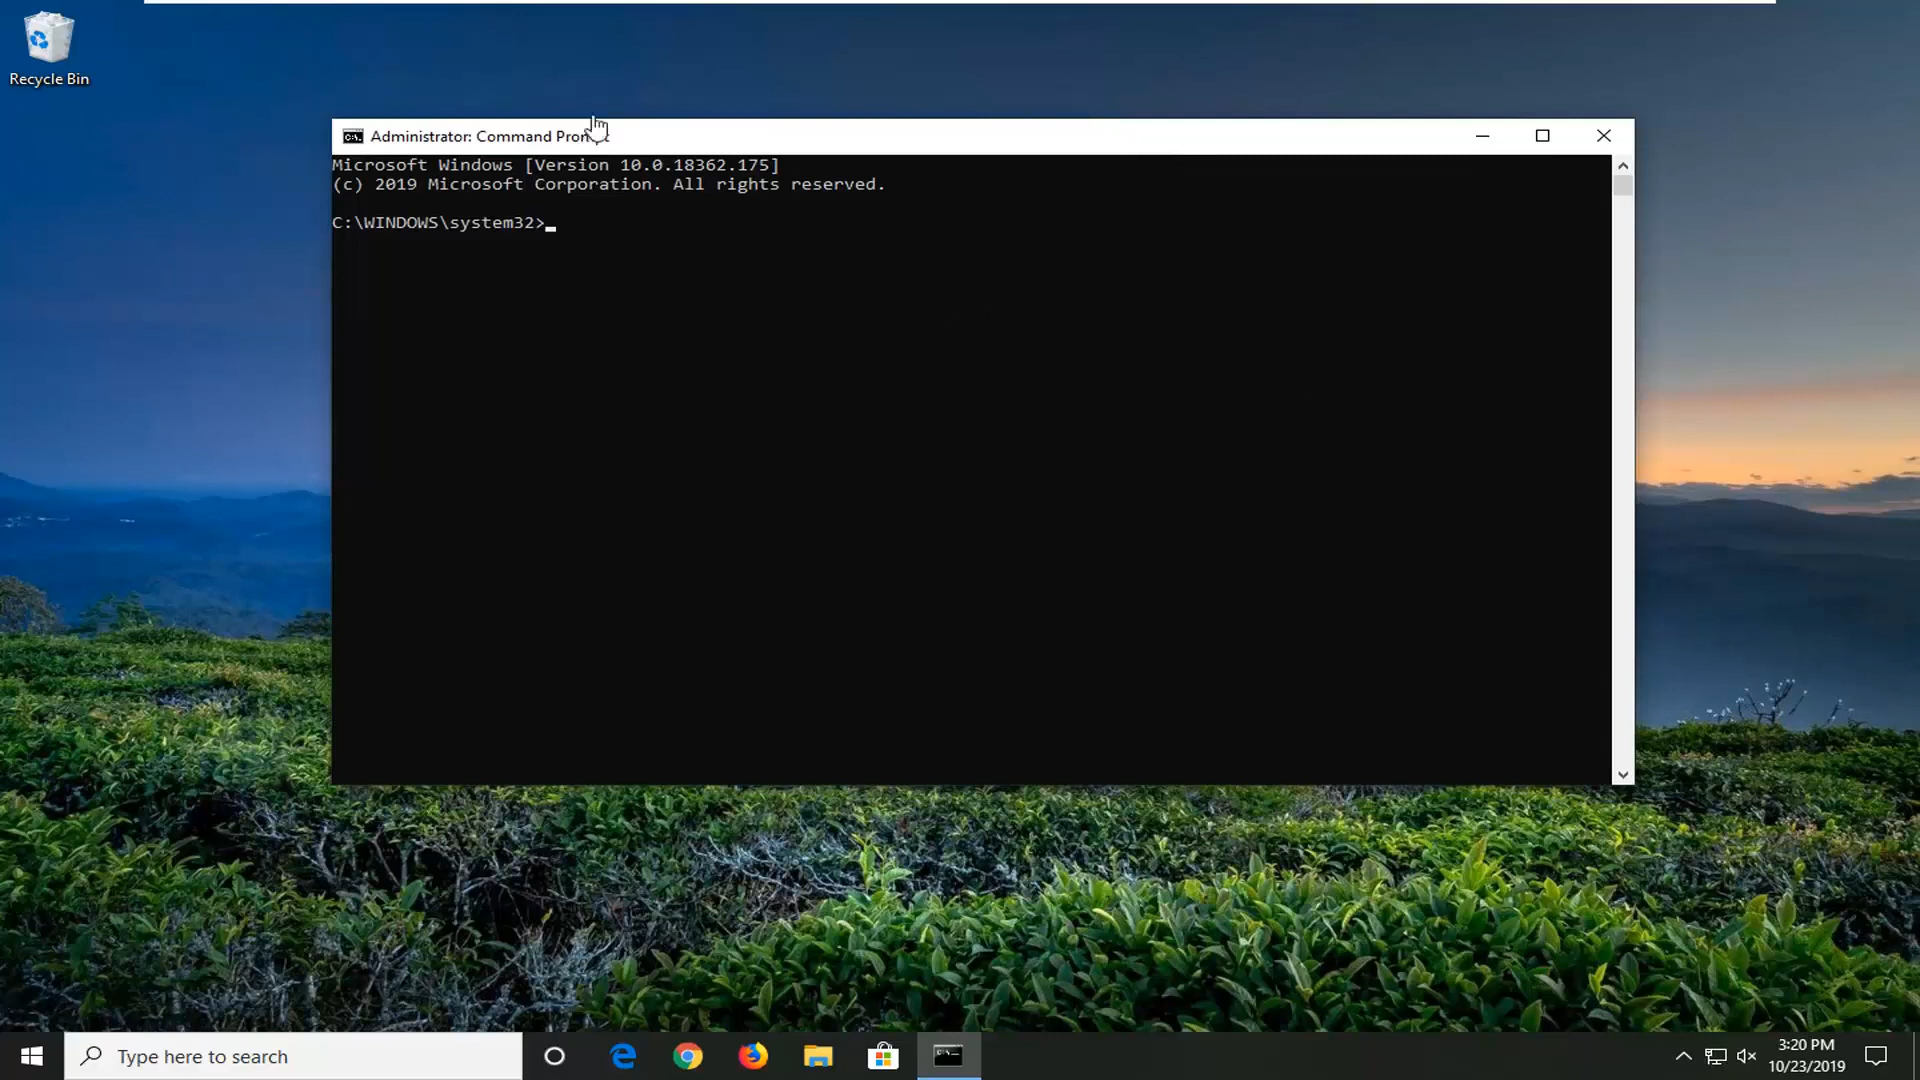 Recycle Bin
Administrator: Command Prom
Microsoft Windows [Version 10.0.18362.175]
(c) 2019 Microsoft Corporation. All rights reserved.
C:\WINDOWS\system32>
Type here to search
3:20 PM
10/23/2019